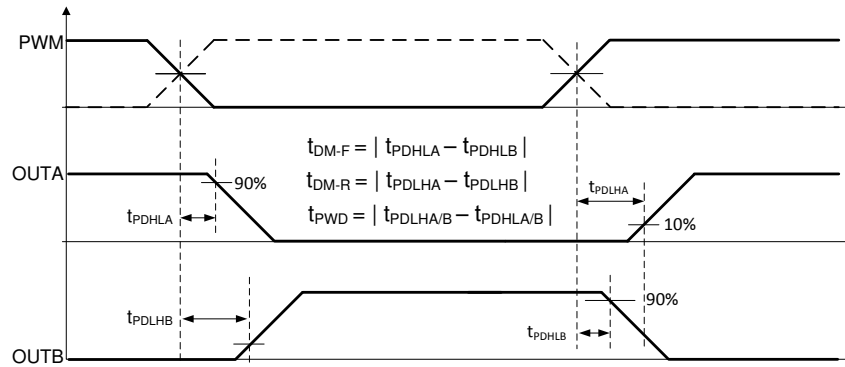 PWM
t_DM-F = | t_PDHLA – t_PDHLB |
OUTA
90%
t_DM-R = | t_PDLHA – t_PDLHB |
t_PDLHA
t_PDHLA
t_PWD = | t_PDLHA/B – t_PDHLA/B |
10%
90%
t_PDLHB
t_PDHLB
OUTB